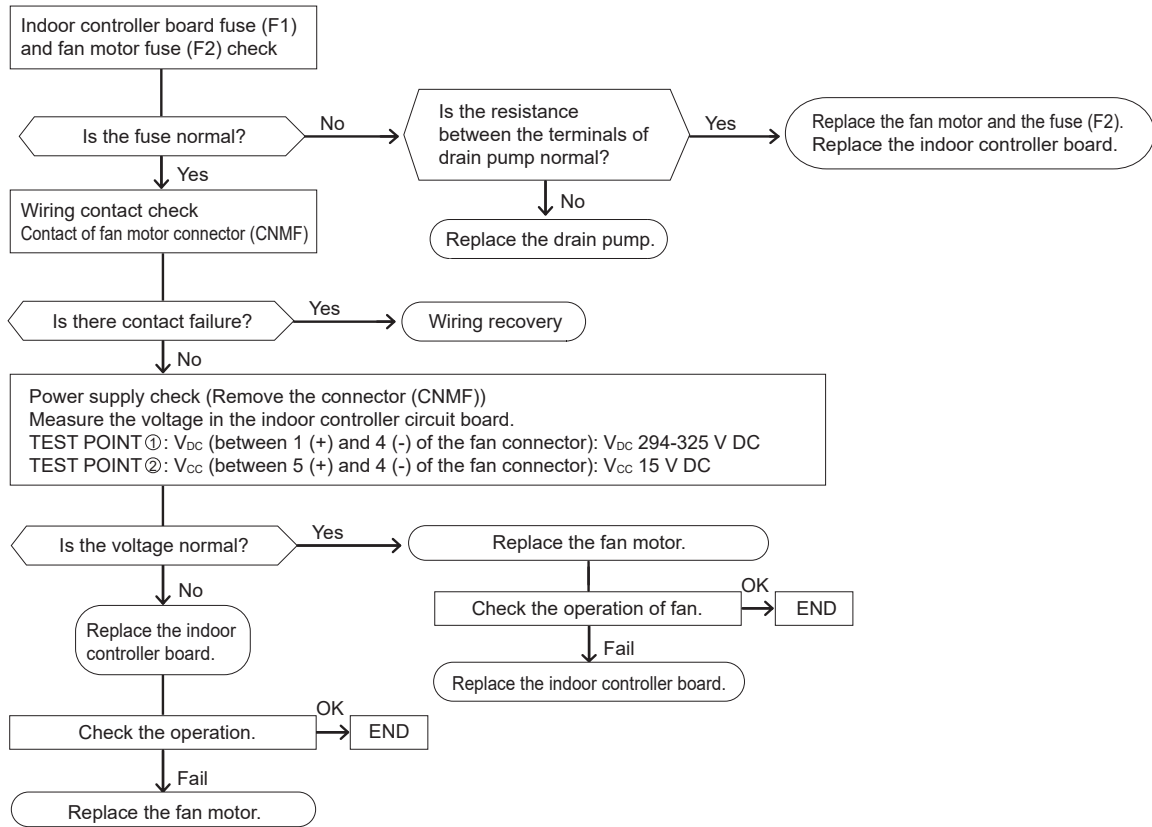 Indoor controller board fuse (F1)
and fan motor fuse (F2) check
Is the fuse normal?
No
Is the resistance
between the terminals of
drain pump normal?
Yes
Replace the fan motor and the fuse (F2).
Replace the indoor controller board.
Yes
No
Replace the drain pump.
Wiring contact check
Contact of fan motor connector (CNMF)
Is there contact failure?
Yes
Wiring recovery
No
Power supply check (Remove the connector (CNMF))
Measure the voltage in the indoor controller circuit board.
TEST POINT ①: VDC (between 1 (+) and 4 (-) of the fan connector): VDC 294-325 V DC
TEST POINT ②: VCC (between 5 (+) and 4 (-) of the fan connector): VCC 15 V DC
Is the voltage normal?
Yes
Replace the fan motor.
Check the operation of fan.
OK
END
Fail
Replace the indoor controller board.
No
Replace the indoor
controller board.
Check the operation.
OK
END
Fail
Replace the fan motor.